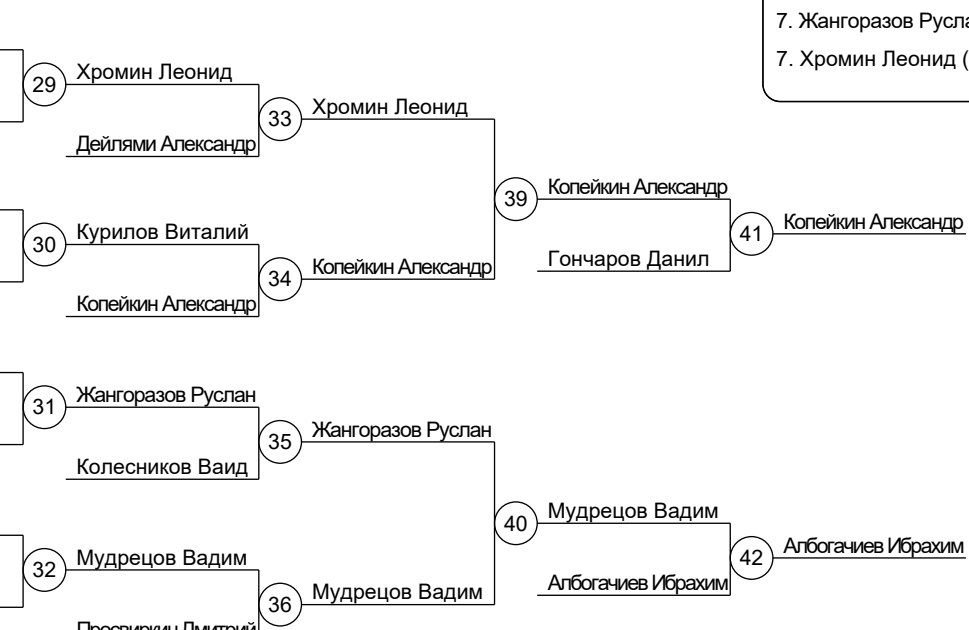 7. Жангоразов
7. Хромин Леонид (
29
Хромин Леонид
33
Хромин Леонид
Дейлями Александр
39
Копейкин Александр
41
Копейкин Александр
30
Курилов Виталий
34
Копейкин Александр
Гончаров Данил
Копейкин Александр
31
Жангоразов Руслан
35
Жангоразов Руслан
Колесников Ваид
40
Мудрецов Вадим
42
Албогачиев Ибрахим
32
Мудрецов Вадим
36
Мудрецов Вадим
Албогачиев Ибрахим